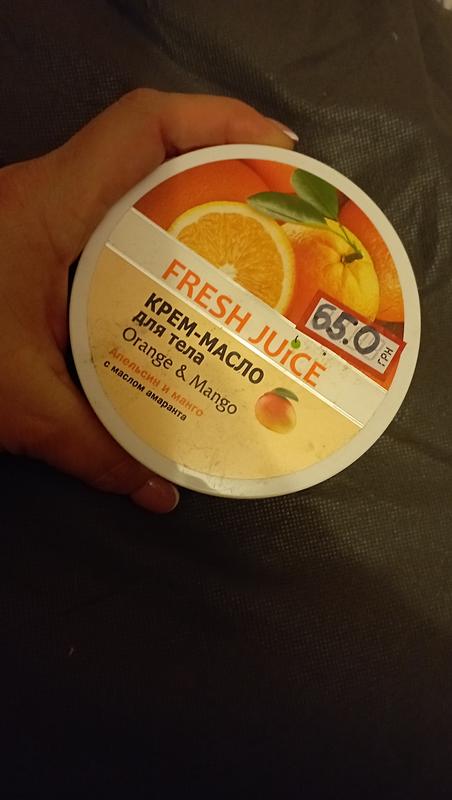 FRESH JUiCE
65.0
грн
КРЕМ-МАСЛО
для тела
Orange & Mango
Апельсин и манго
с маслом амаранта